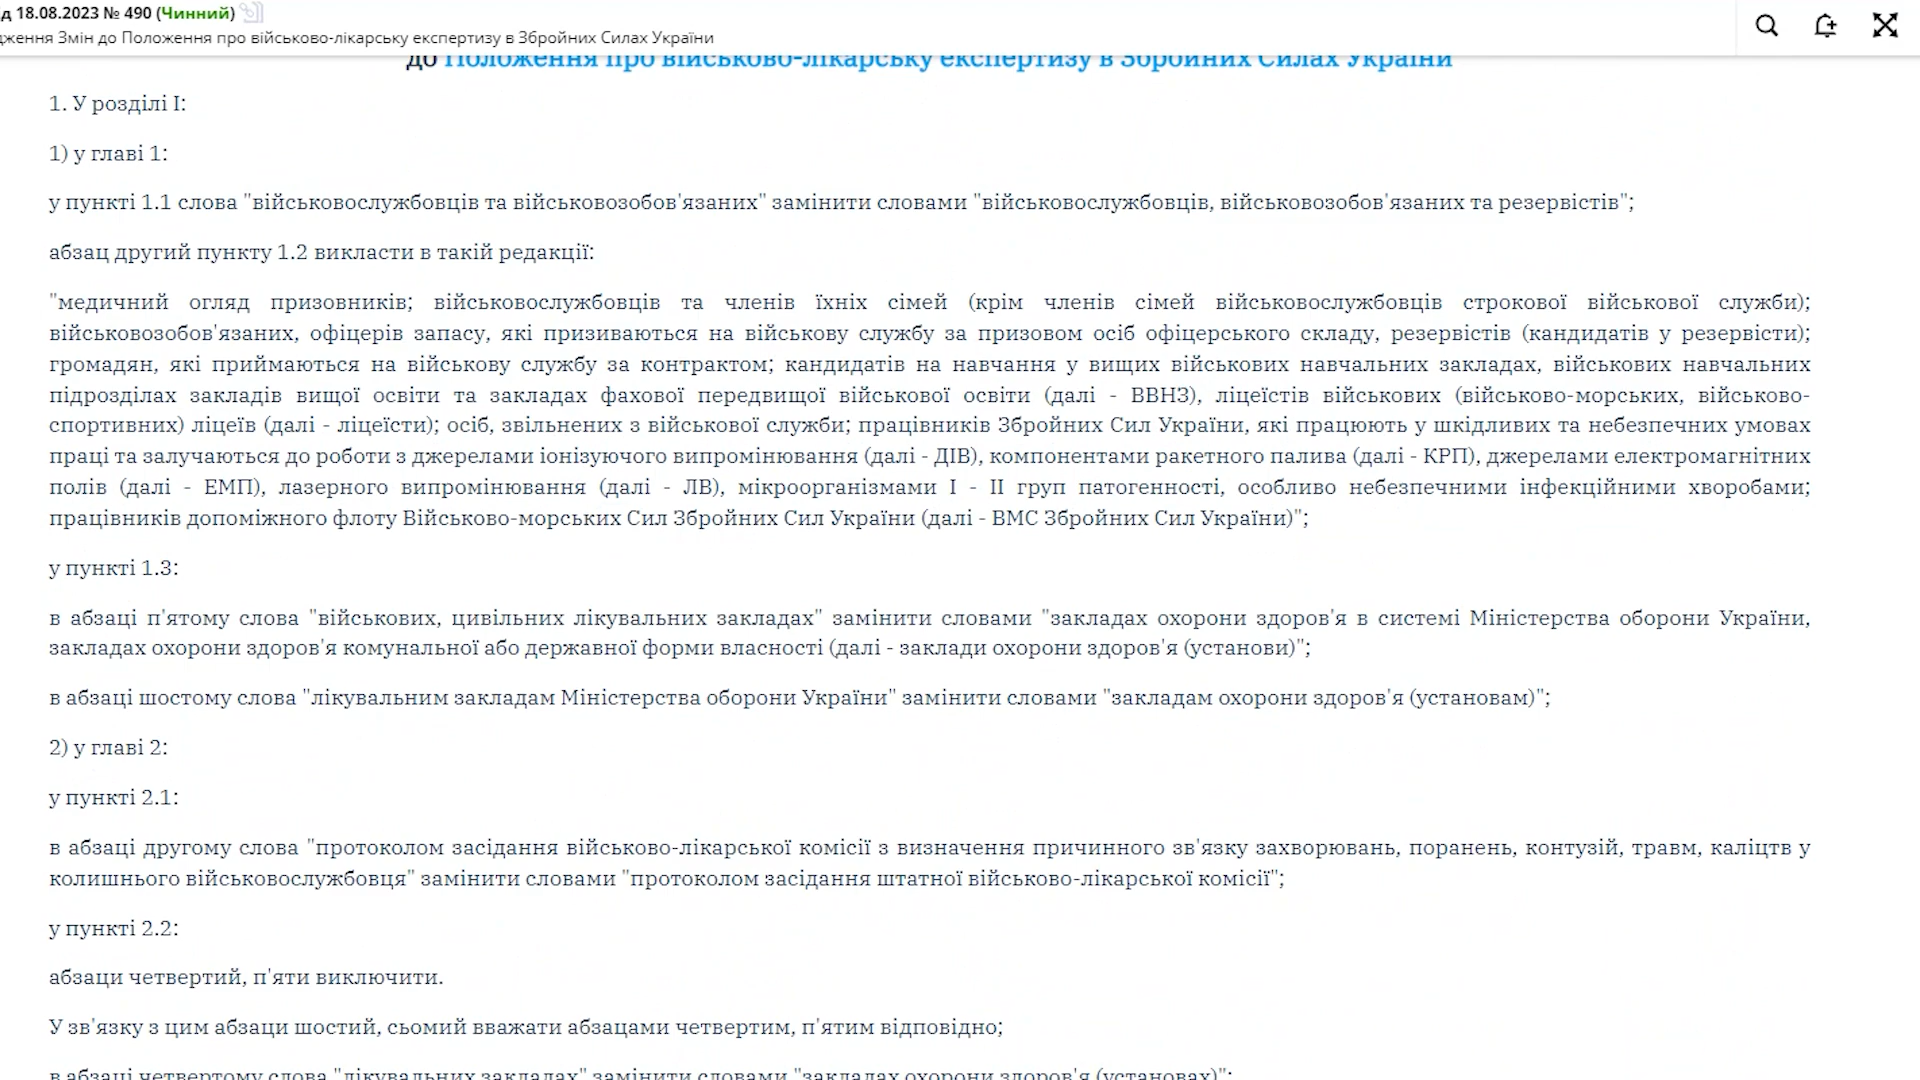 д 18.08.2023 № 490 (Чинний)
дження Змін до Положення про військово-лікарську експертизу в Збройних Силах України
до Положення про військово-лікарську експертизу в Збройних Силах України
1. У розділі I:
1) у главі 1:
у пункті 1.1 слова "військовослужбовців та військовозобов'язаних" замінити словами "військовослужбовців, військовозобов'язаних та резервістів";
абзац другий пункту 1.2 викласти в такій редакції:
"медичний огляд призовників; військовослужбовців та членів їхніх сімей (крім членів сімей військовослужбовців строкової військової служби);
військовозобов'язаних, офіцерів запасу, які призиваються на військову службу за призовом осіб офіцерського складу, резервістів (кандидатів у резервісти);
громадян, які приймаються на військову службу за контрактом; кандидатів на навчання у вищих військових навчальних закладах, військових навчальних
підрозділах закладів вищої освіти та закладах фахової передвищої військової освіти (далі - ВВНЗ), ліцеїстів військових (військово-морських, військово-
спортивних) ліцеїв (далі - ліцеїсти); осіб, звільнених з військової служби; працівників Збройних Сил України, які працюють у шкідливих та небезпечних умовах
праці та залучаються до роботи з джерелами іонізуючого випромінювання (далі - ДІВ), компонентами ракетного палива (далі - КРП), джерелами електромагнітних
полів (далі - ЕМП), лазерного випромінювання (далі - ЛВ), мікроорганізмами I - II груп патогенності, особливо небезпечними інфекційними хворобами;
працівників допоміжного флоту Військово-морських Сил Збройних Сил України (далі - ВМС Збройних Сил України)";
у пункті 1.3:
в абзаці п'ятому слова "військових, цивільних лікувальних закладах" замінити словами "закладах охорони здоров'я в системі Міністерства оборони України,
закладах охорони здоров'я комунальної або державної форми власності (далі - заклади охорони здоров'я (установи)";
в абзаці шостому слова "лікувальним закладам Міністерства оборони України" замінити словами "закладам охорони здоров'я (установам)";
2) у главі 2:
у пункті 2.1:
в абзаці другому слова "протоколом засідання військово-лікарської комісії з визначення причинного зв'язку захворювань, поранень, контузій, травм, каліцтв у
колишнього військовослужбовця" замінити словами "протоколом засідання штатної військово-лікарської комісії";
у пункті 2.2:
абзаци четвертий, п'яти виключити.
У зв'язку з цим абзаци шостий, сьомий вважати абзацами четвертим, п'ятим відповідно;
в абзаці четвертому слова "лікувальних закладах" замінити словами "закладах охорони здоров'я (установах)";